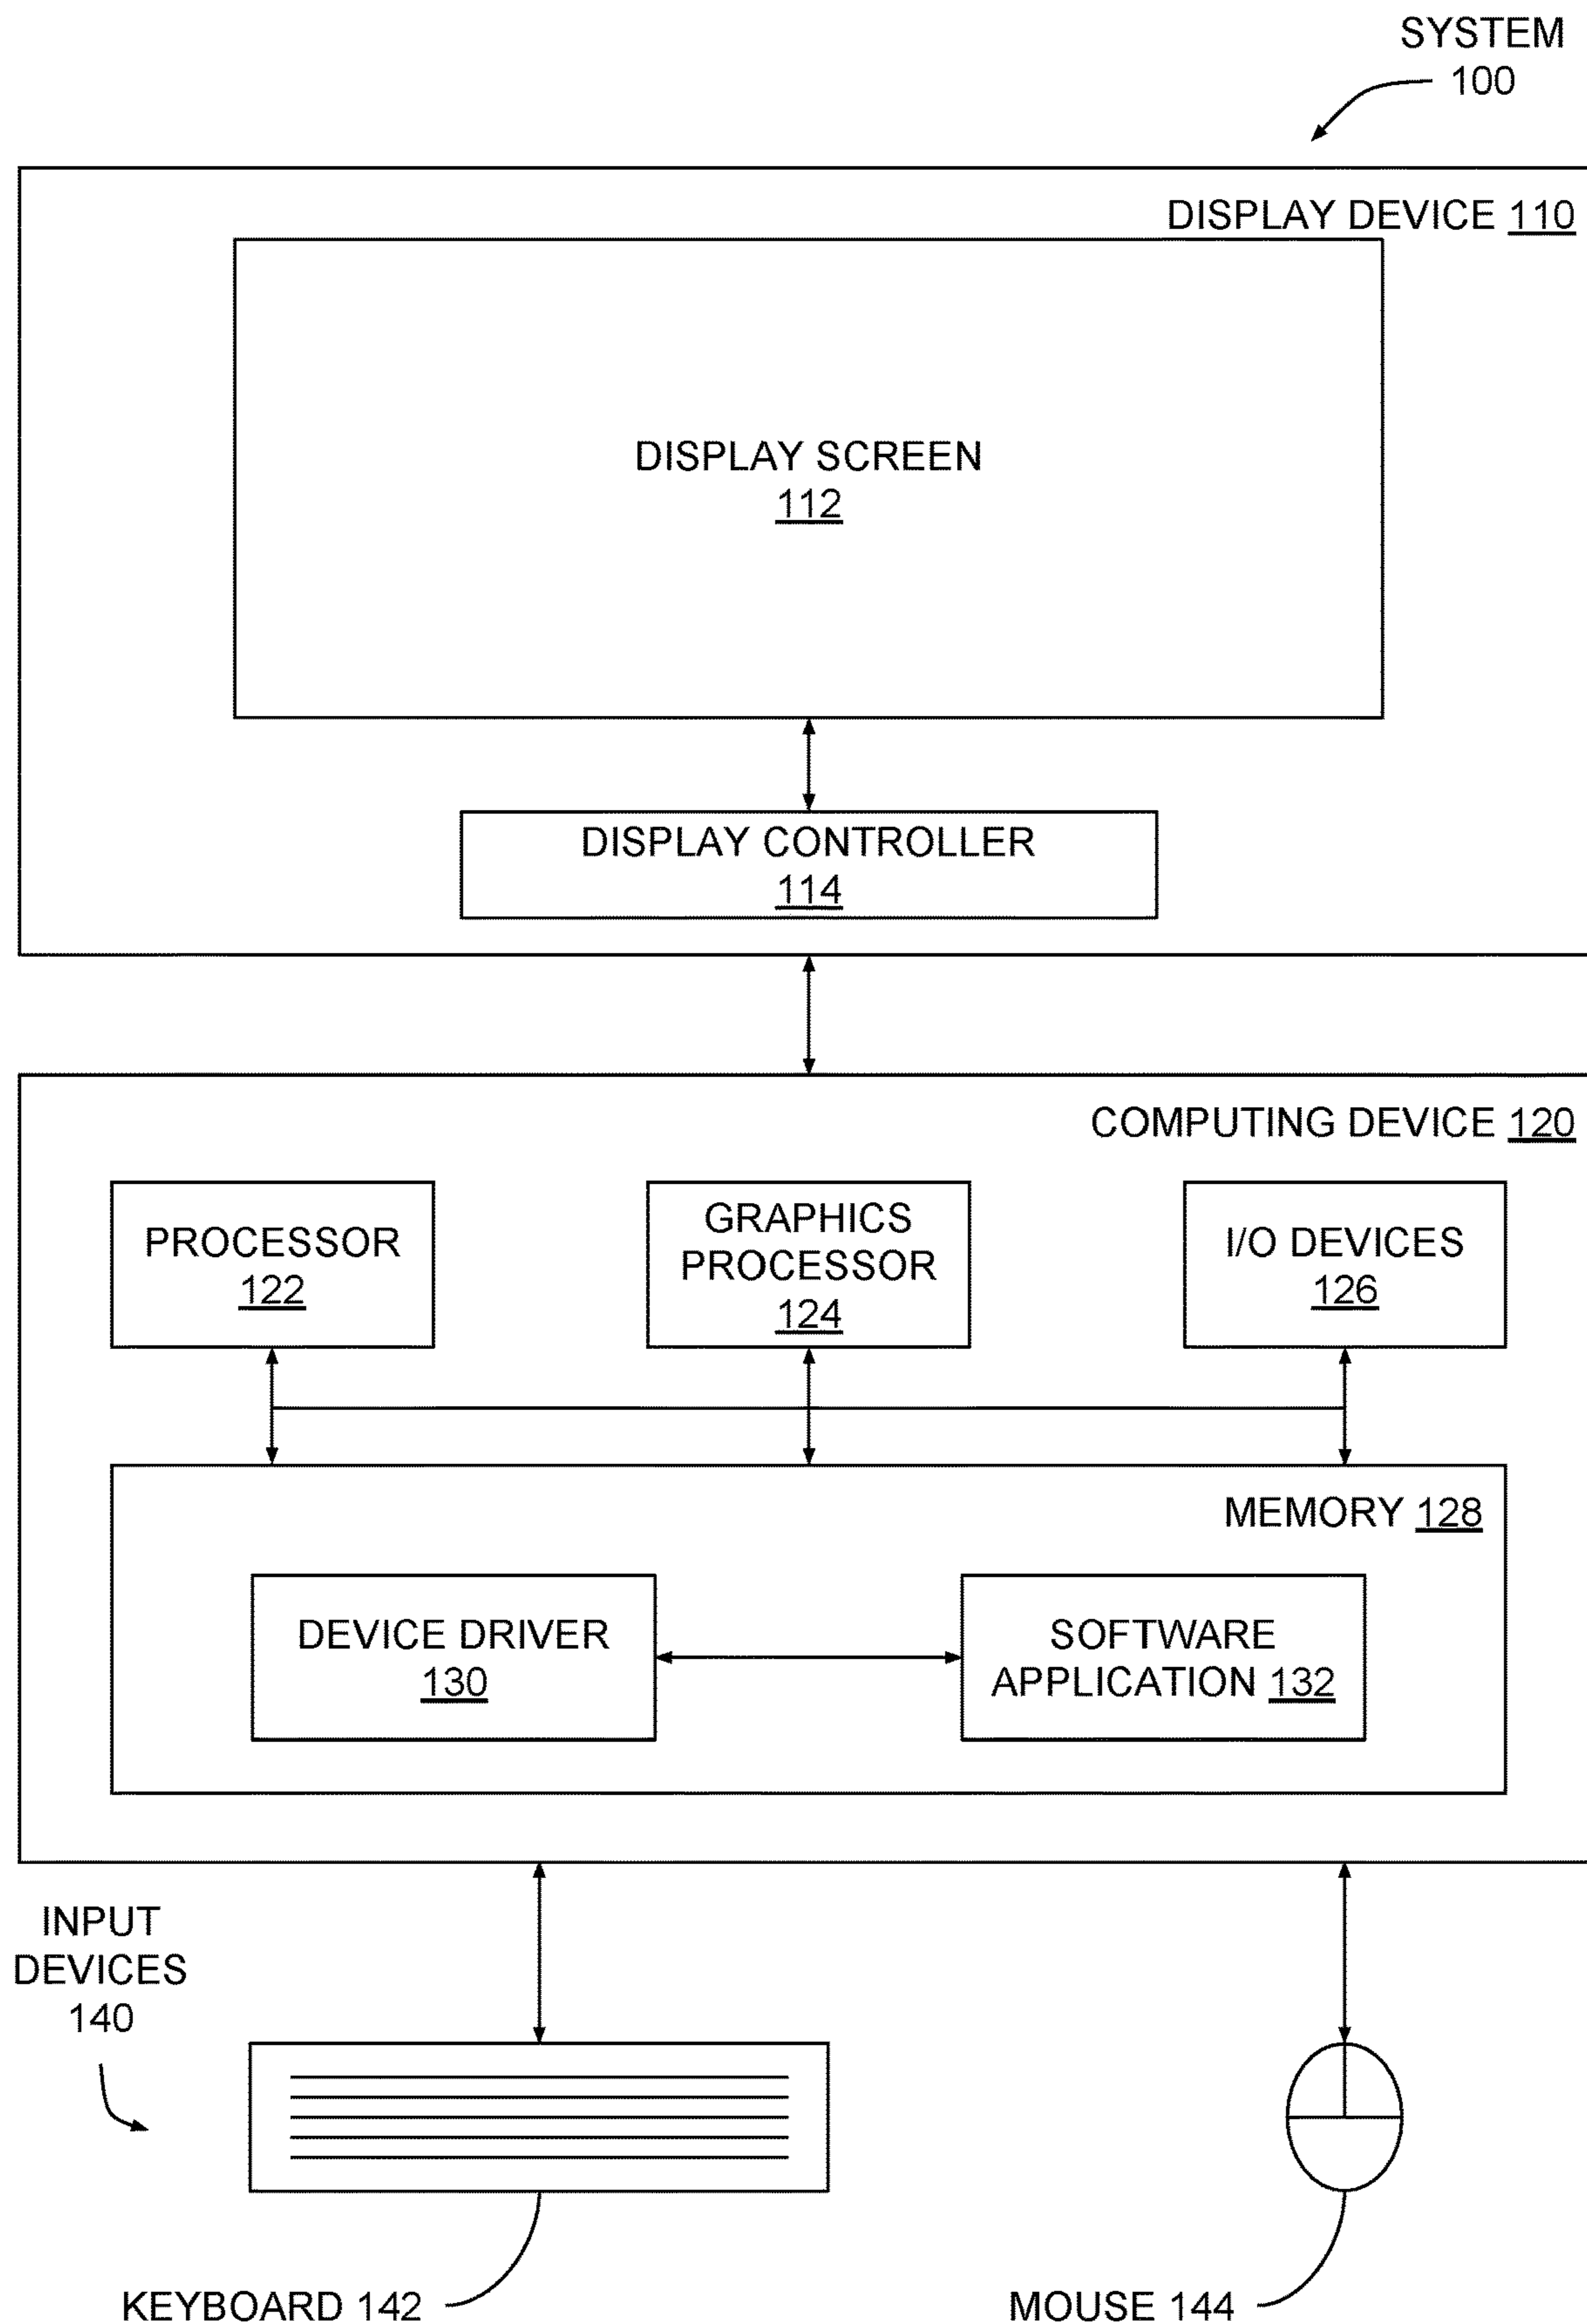 SYSTEM
100
DISPLAY DEVICE 110
DISPLAY SCREEN
112
DISPLAY CONTROLLER
114
COMPUTING DEVICE 120
PROCESSOR
122
GRAPHICS
PROCESSOR
124
I/O DEVICES
126
MEMORY 128
DEVICE DRIVER
130
SOFTWARE
APPLICATION 132
INPUT
DEVICES
140
KEYBOARD 142
MOUSE 144